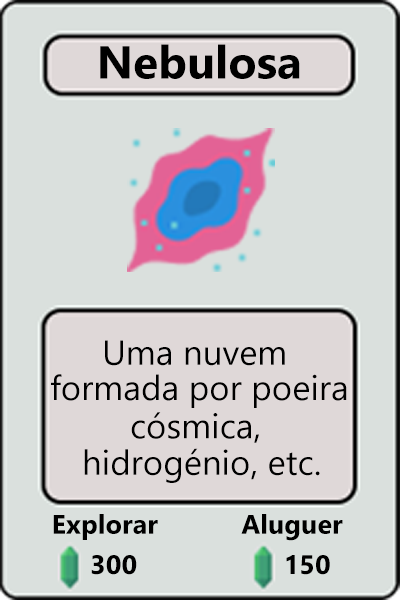 Nebulosa
Uma nuvem
formada por poeira
cósmica,
hidrogénio, etc.
Explorar Aluguer
300 150